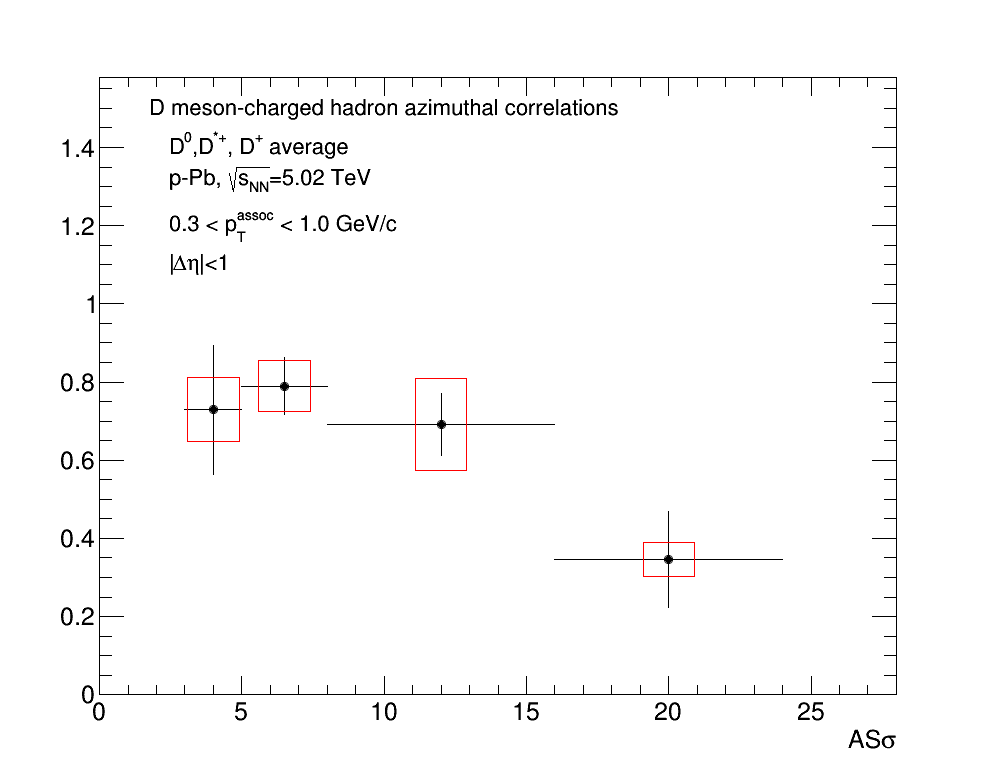 D meson-charged hadron azimuthal correlations
D⁰,D*⁺, D⁺ average
p-Pb, √sNN=5.02 TeV
0.3 < pTassoc < 1.0 GeV/c
|Δη|<1
1.4
1.2
1
0.8
0.6
0.4
0.2
0
0 5 10 15 20 25
ASσ